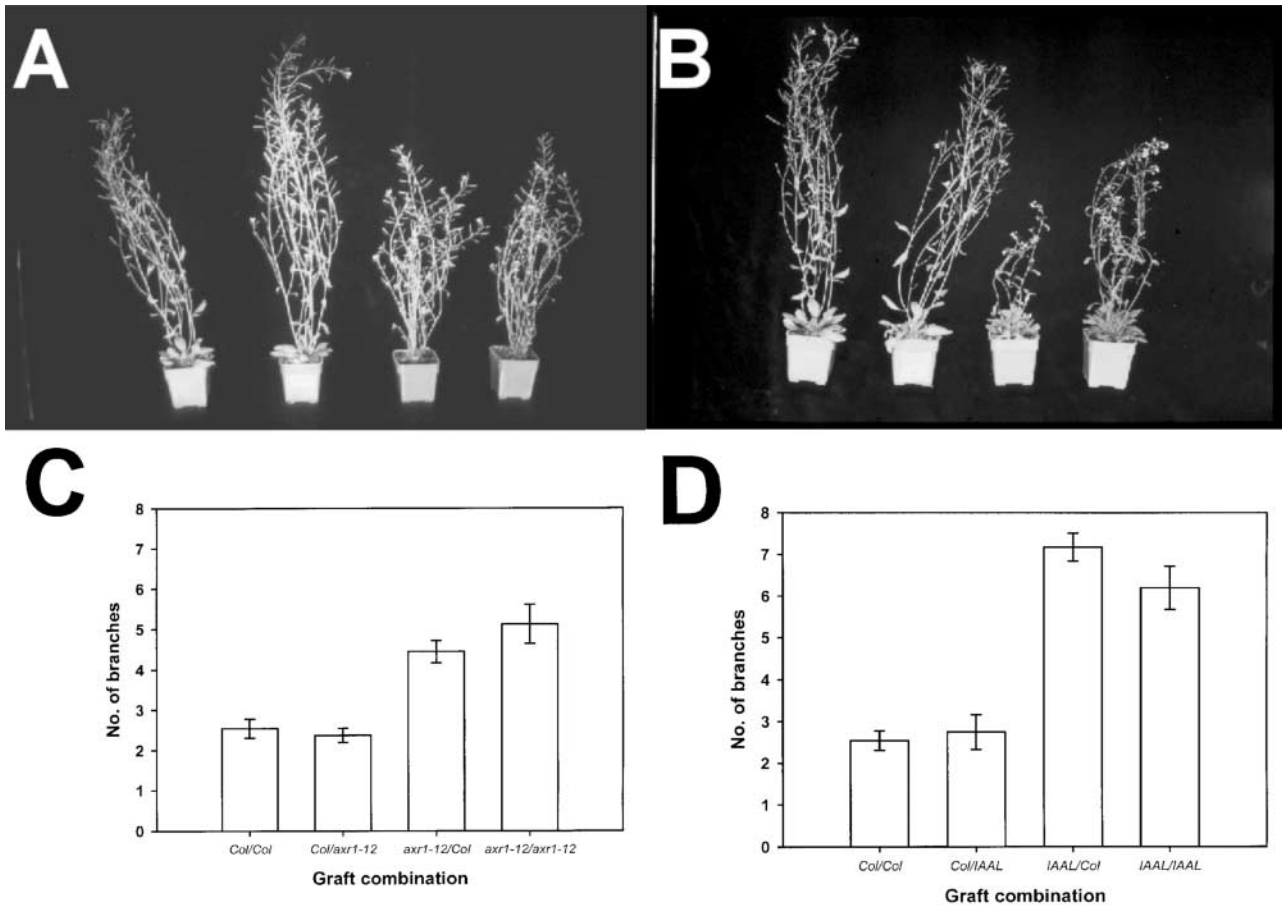 A
B
C
8
7
6
5
4
3
2
1
0
No. of branches
Col/Col
Col/axr1-12
axr1-12/Col
axr1-12/axr1-12
Graft combination
D
8
7
6
5
4
3
2
1
0
No. of branches
Col/Col
Col/IAAL
IAAL/Col
IAAL/IAAL
Graft combination